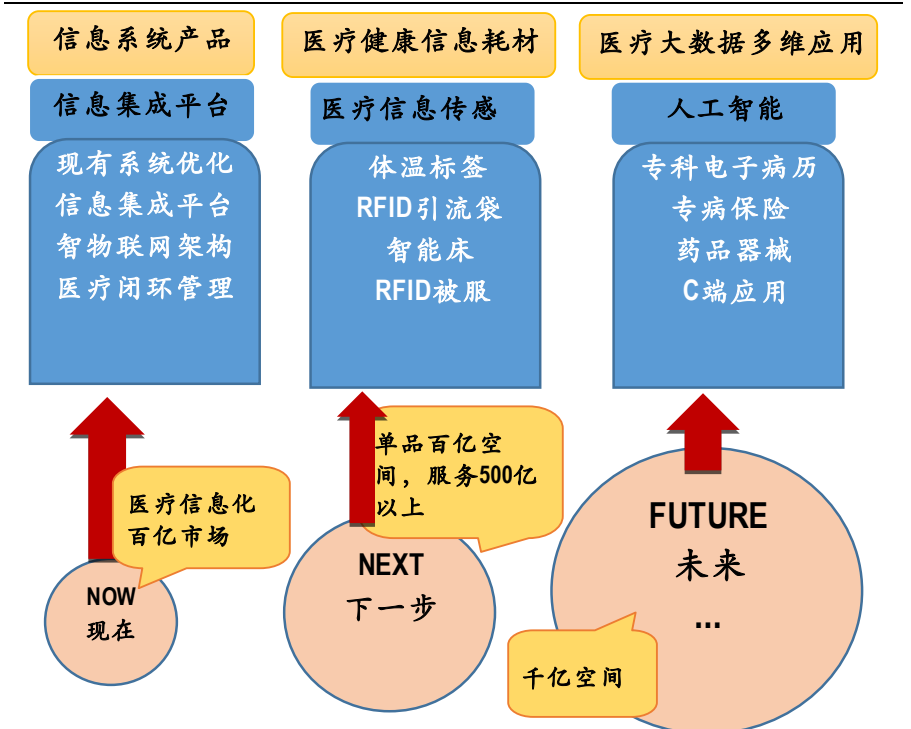 信息系统产品
信息集成平台
现有系统优化
信息集成平台
智物联网架构
医疗闭环管理
医疗信息化
百亿市场
NOW
现在
医疗健康信息耗材
医疗信息传感
体温标签
RFID引流袋
智能床
RFID被服
单品百亿空
间，服务500亿
以上
NEXT
下一步
医疗大数据多维应用
人工智能
专科电子病历
专病保险
药品器械
C端应用
FUTURE
未来
...
千亿空间